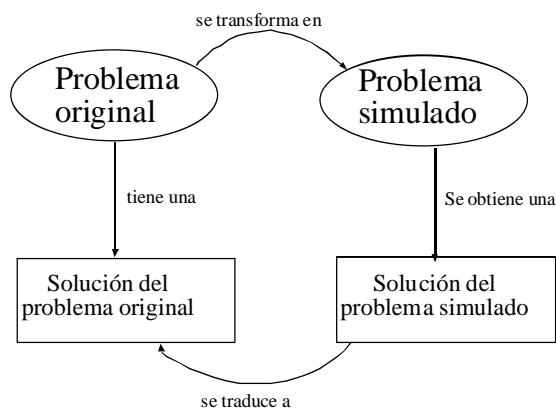 se transforma en
Problema
original
Problema
simulado
tiene una
Se obtiene una
Solución del
problema original
Solución del
problema simulado
se traduce a